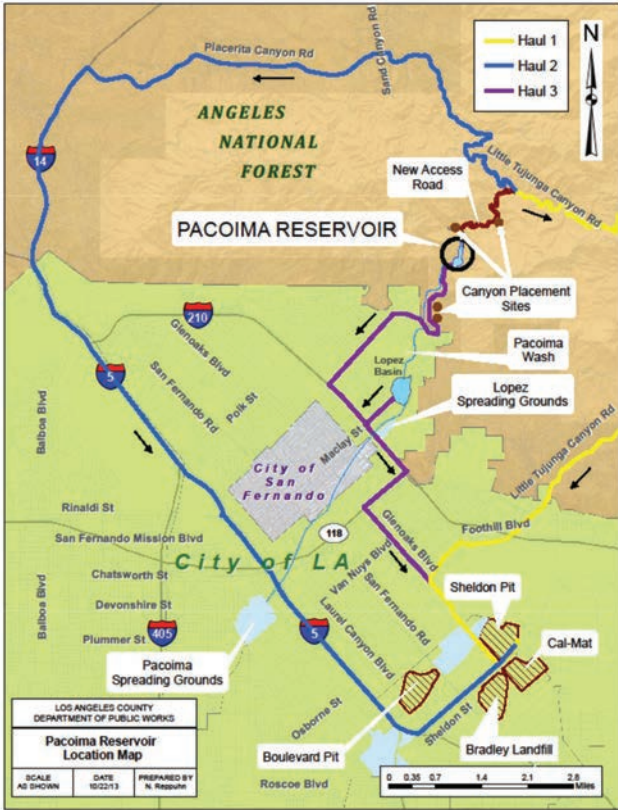 Haul 1
Haul 2
Haul 3
N
Placerita Canyon Rd
Sand Canyon Rd
ANGELES
NATIONAL
FOREST
14
Little Tujunga Canyon Rd
New Access
Road
PACOIMA RESERVOIR
Canyon Placement
Sites
210
Glenoaks Blvd
Pacoima
Wash
Lopez
Basin
5
San Fernando Rd
Polk St
Lopez
Spreading Grounds
Balboa Blvd
Maclay St
City of
San
Fernando
Little Tujunga Canyon Rd
Rinaldi St
118
Glenoaks Blvd
Foothill Blvd
San Fernando Mission Blvd
City of LA
Van Nuys Blvd
San Fernando Rd
Sheldon Pit
Chatsworth St
Balboa Blvd
Devonshire St
Laurel Canyon Blvd
Cal-Mat
Plummer St
405
5
Pacoima
Spreading Grounds
Osborne St
Sheldon St
Boulevard Pit
Bradley Landfill
Roscoe Blvd
LOS ANGELES COUNTY
DEPARTMENT OF PUBLIC WORKS
Pacoima Reservoir
Location Map
SCALE
AS SHOWN
DATE
10/22/13
PREPARED BY
N. Reppuhn
0 0.35 0.7 1.4 2.1 2.8
Miles